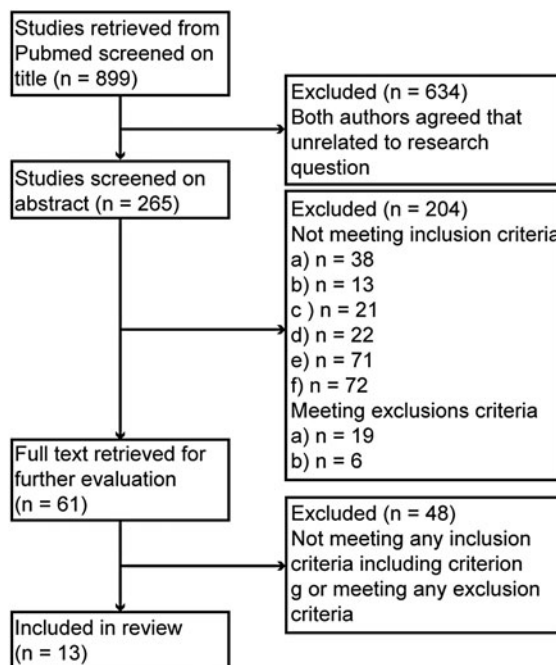 Studies retrieved from
Pubmed screened on
title (n = 899)
Excluded (n = 634)
Both authors agreed that
unrelated to research
question
Studies screened on
abstract (n = 265)
Excluded (n = 204)
Not meeting inclusion criteria
a) n = 38
b) n = 13
c ) n = 21
d) n = 22
e) n = 71
f) n = 72
Meeting exclusions criteria
a) n = 19
b) n = 6
Full text retrieved for
further evaluation
(n = 61)
Excluded (n = 48)
Not meeting any inclusion
criteria including criterion
g or meeting any exclusion
criteria
Included in review
(n = 13)